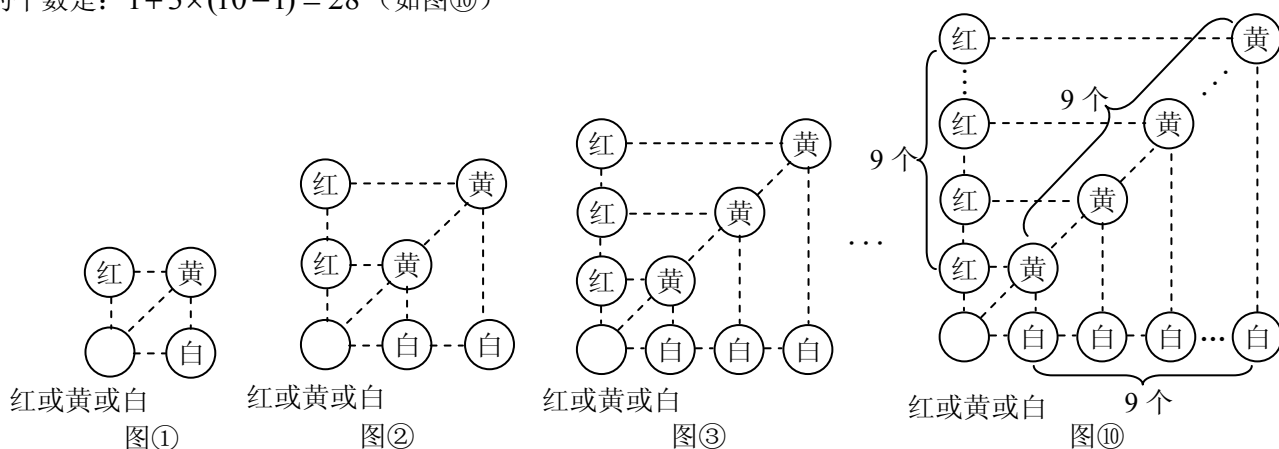 的个数是：1+3×(10−1)=28（如图⑩）
红 黄
9 个
红 黄
9 个
红 黄
红 黄
红 黄
红 黄
红 黄
…
红 黄
红 黄
红 黄
白
白 白
白 白 白
白 白 白 … 白
红或黄或白
红或黄或白
红或黄或白
红或黄或白
9 个
图①
图②
图③
图⑩